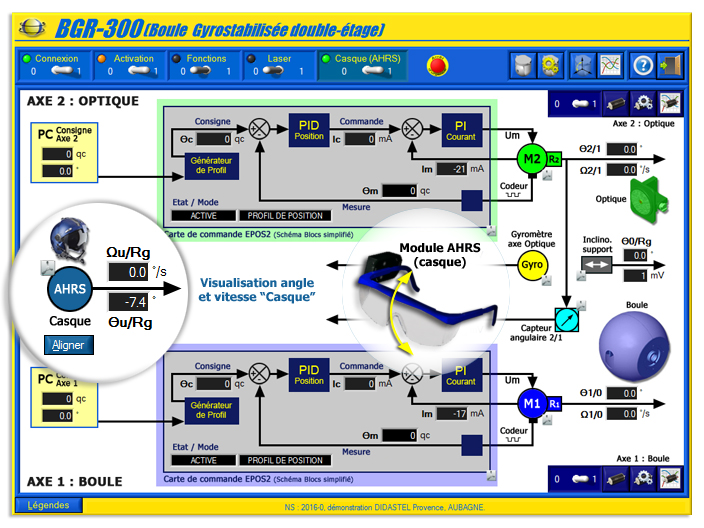 BGR-300 (Boule Gyrostabilisée double-étage)
Connexion
0 1
Activation
0 1
Fonctions
0 1
Laser
0 1
Casque (AHRS)
0 1
AXE 2 : OPTIQUE
0 1
Axe 2 : Optique
PC Consigne Axe 2
0 qc
0.0 °
Consigne
Θc 0 qc
Générateur de Profil
PID
Position
Commande
Ic 0 mA
PI
Courant
Um
Im -21 mA
Θm 0 qc
Mesure
Etat / Mode
ACTIVE
PROFIL DE POSITION
Carte de commande EPOS2 (Schéma Blocs simplifié)
M2
R2
Codeur
Θ2/1 0.0 °
Ω2/1 0.0 °/s
Optique
Ωu/Rg
0.0 °/s
-7.4 °
Θu/Rg
AHRS
Casque
Aligner
Visualisation angle
et vitesse "Casque"
Module AHRS
(casque)
Gyromètre
axe Optique
Gyro
Inclino.
support
Θ0/Rg
0.0 °
1 mV
Capteur
angulaire 2/1
Boule
PC Consigne Axe 1
0 qc
0.0 °
Consigne
Θc 0 qc
Générateur de Profil
PID
Position
Commande
Ic 0 mA
PI
Courant
Um
Im -17 mA
Θm 0 qc
Mesure
Etat / Mode
ACTIVE
PROFIL DE POSITION
Carte de commande EPOS2 (Schéma Blocs simplifié)
M1
R1
Codeur
Θ1/0 0.0 °
Ω1/0 0.0 °/s
Axe 1 : Boule
0 1
AXE 1 : BOULE
Légendes
NS : 2016-0, démonstration DIDASTEL Provence, AUBAGNE.